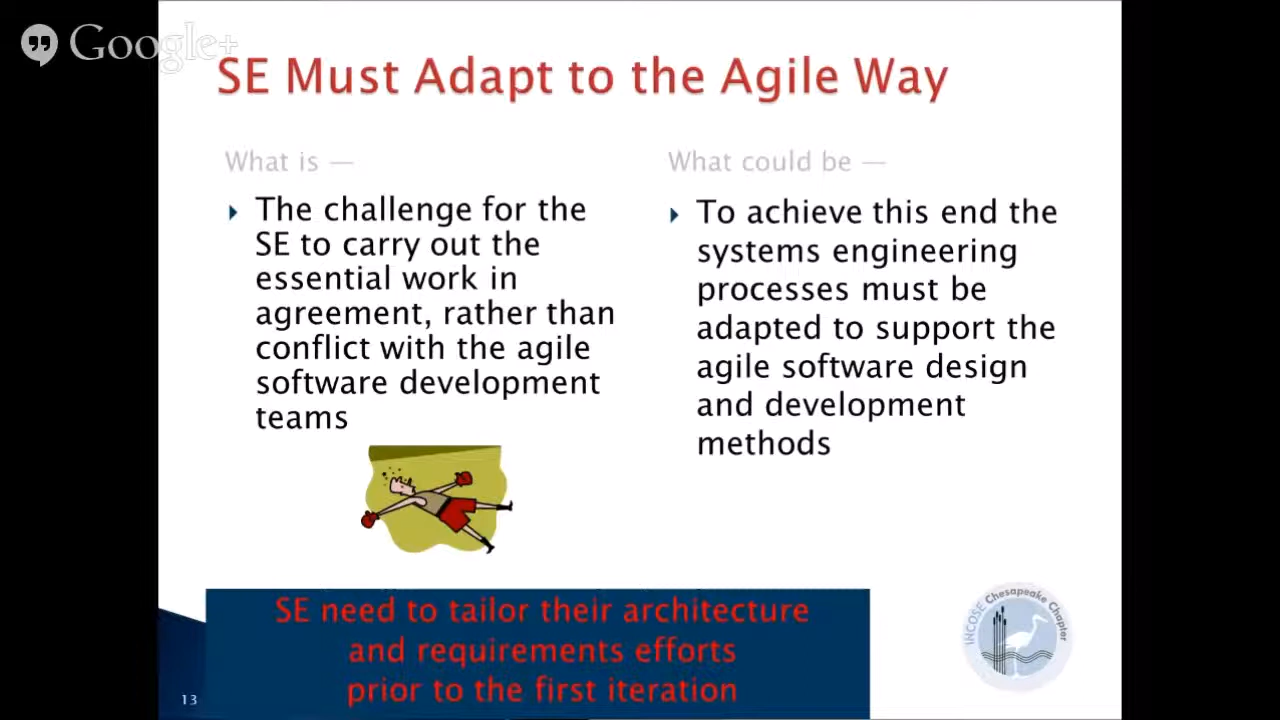 Google+
SE Must Adapt to the Agile Way
What is —
The challenge for the
SE to carry out the
essential work in
agreement, rather than
conflict with the agile
software development
teams
What could be —
To achieve this end the
systems engineering
processes must be
adapted to support the
agile software design
and development
methods
SE need to tailor their architecture
and requirements efforts
prior to the first iteration
INCOSE Chesapeake Chapter
13